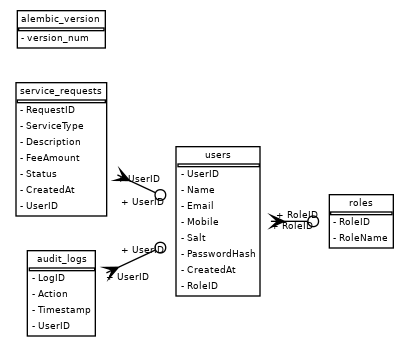 alembic_version
- version_num
service_requests
- RequestID
- ServiceType
- Description
- FeeAmount
- Status
- CreatedAt
- UserID
+ UserID
+ UserID
users
- UserID
- Name
- Email
- Mobile
- Salt
- PasswordHash
- CreatedAt
- RoleID
+ RoleID
+ RoleID
roles
- RoleID
- RoleName
audit_logs
- LogID
- Action
- Timestamp
- UserID
+ UserID
+ UserID